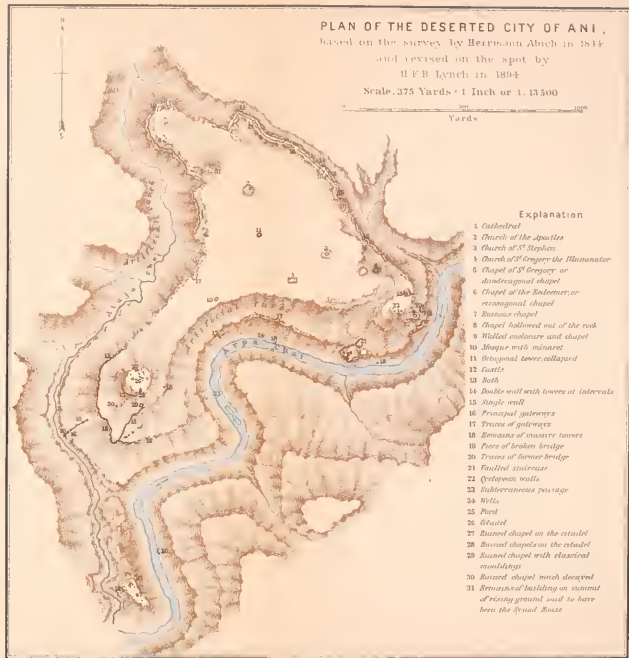 PLAN OF THE DESERTED CITY OF ANI,
based on the survey by Herrmann Abich in 1844
and revised on the spot by
H F B Lynch in 1894
Scale, 375 Yards = 1 Inch or 1. 13500
Yards
N
S
Explanation
1 Cathedral
2 Church of the Apostles
3 Church of St Stephen
4 Church of St Gregory the Illuminator
5 Chapel of St Gregory or
dodecagonal chapel
6 Chapel of the Redeemer, or
7 Ruinous chapel
8 Chapel hollowed out of the rock
9 Walled enclosure and chapel
10 Mosque with minaret
11 Octagonal tower, collapsed
12 Castle
13 Bath
14 Double wall with towers at intervals
15 Single wall
16 Principal gateways
17 Traces of gateways
18 Remains of massive towers
19 Piers of broken bridge
20 Traces of former bridge
21 Vaulted staircase
22 Cyclopean walls
23 Subterraneous passage
24 Wells
25 Ford
26 Citadel
27 Ruined chapel on the citadel
28 Ruined chapels on the citadel
29 Ruined chapel with classical
mouldings
30 Ruined chapel much decayed
31 Remains of building on summit
of rising ground said to have
been the Synod House
Arpa Chai
Artificial caves